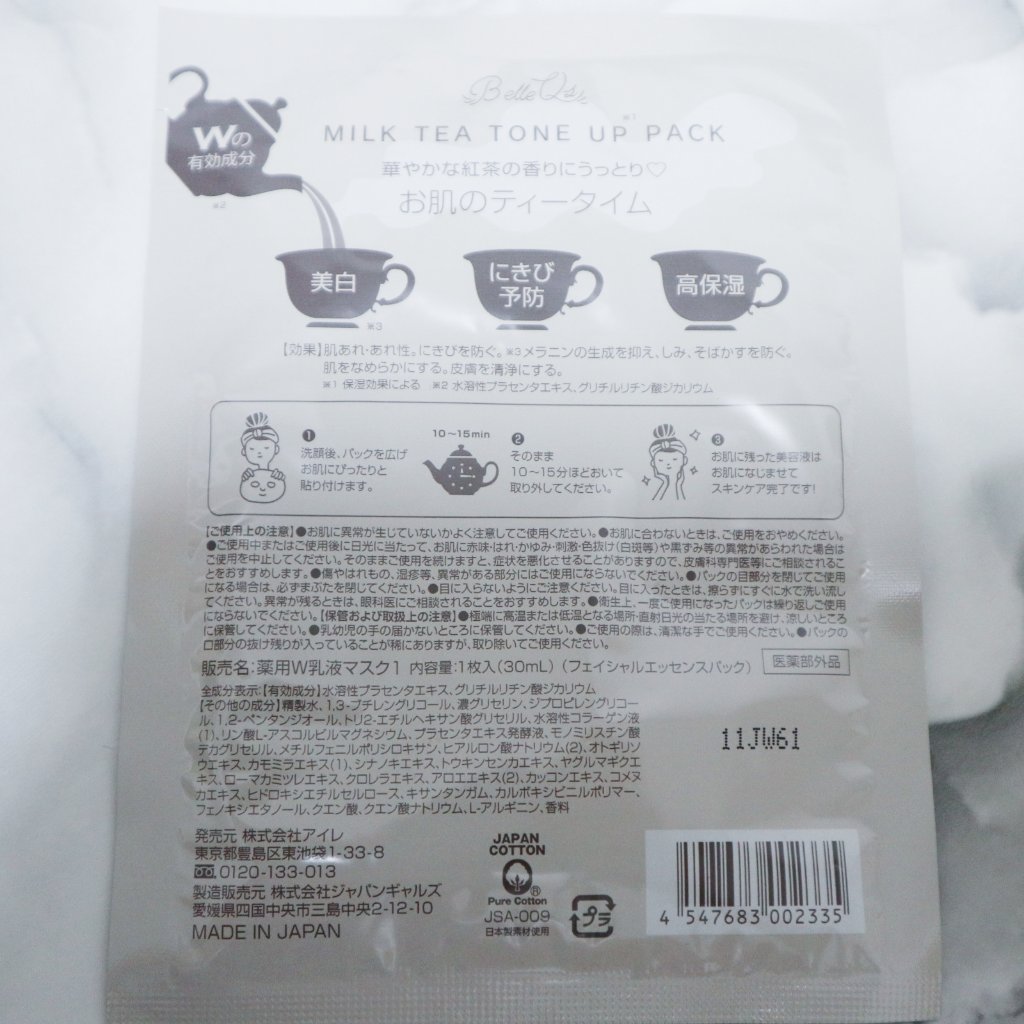 Belle Q's
Wの
有効成分
※2
MILK TEA TONE UP PACK
※1
華やかな紅茶の香りにうっとり♡
お肌のティータイム
美白
※3
にきび
予防
高保湿
【効果】肌あれ・あれ性。にきびを防ぐ。※3メラニンの生成を抑え、しみ、そばかすを防ぐ。
肌をなめらかにする。皮膚を清浄にする。
※1 保湿効果による ※2 水溶性プラセンタエキス、グリチルリチン酸ジカリウム
❶
洗顔後、パックを広げ
お肌にぴったりと
貼り付けます。
10～15min
❷
そのまま
10～15分ほどおいて
取り外してください。
❸
お肌に残った美容液は
お肌になじませて
スキンケア完了です!
【ご使用上の注意】●お肌に異常が生じていないかよく注意してご使用ください。●お肌に合わないときは、ご使用をおやめください。
●ご使用中またはご使用後に日光に当たって、お肌に赤味・はれ・かゆみ・刺激・色抜け(白斑等)や黒ずみ等の異常があらわれた場合は
ご使用を中止してください。そのままご使用を続けますと、症状を悪化させることがありますので、皮膚科専門医等にご相談されるこ
とをおすすめします。●傷やはれもの、湿疹等、異常がある部分にはご使用にならないでください。●パックの目部分を閉じてご使用
になる場合は、必ずまぶたを閉じてください。●目に入らないようにご注意ください。目に入ったときは、擦らずにすぐに水で洗い流し
てください。異常が残るときは、眼科医にご相談されることをおすすめします。●衛生上、一度ご使用になったパックは繰り返しご使用
にならないでください。【保管および取扱上の注意】●極端に高温または低温となる場所・直射日光の当たる場所を避け、涼しいところ
に保管してください。●乳幼児の手の届かないところに保管してください。●ご使用の際は、清潔な手でご使用ください。●パックの
口部分の抜け残りが入っていることが稀にありますが、取り除いてご使用ください。
販売名:薬用W乳液マスク1 内容量:1枚入(30mL) (フェイシャルエッセンスパック)
医薬部外品
全成分表示:【有効成分】水溶性プラセンタエキス、グリチルリチン酸ジカリウム
【その他の成分】精製水、1,3-ブチレングリコール、濃グリセリン、ジプロピレングリコー
ル、1,2-ペンタンジオール、トリ2-エチルヘキサン酸グリセリル、水溶性コラーゲン液
(1)、リン酸L-アスコルビルマグネシウム、プラセンタエキス発酵液、モノミリスチン酸
デカグリセリル、メチルフェニルポリシロキサン、ヒアルロン酸ナトリウム(2)、オトギリソ
ウエキス、カモミラエキス(1)、シナノキエキス、トウキンセンカエキス、ヤグルマギクエ
キス、ローマカミツレエキス、クロレラエキス、アロエエキス(2)、カッコンエキス、コメヌ
カエキス、ヒドロキシエチルセルロース、キサンタンガム、カルボキシビニルポリマー、
フェノキシエタノール、クエン酸、クエン酸ナトリウム、L-アルギニン、香料
11JW61
発売元 株式会社アイレ
東京都豊島区東池袋1-33-8
0120-133-013
製造販売元 株式会社ジャパンギャルズ
愛媛県四国中央市三島中央2-12-10
MADE IN JAPAN
JAPAN
COTTON
®
Pure Cotton
JSA-009
日本製素材使用
プラ
4 547683 002335